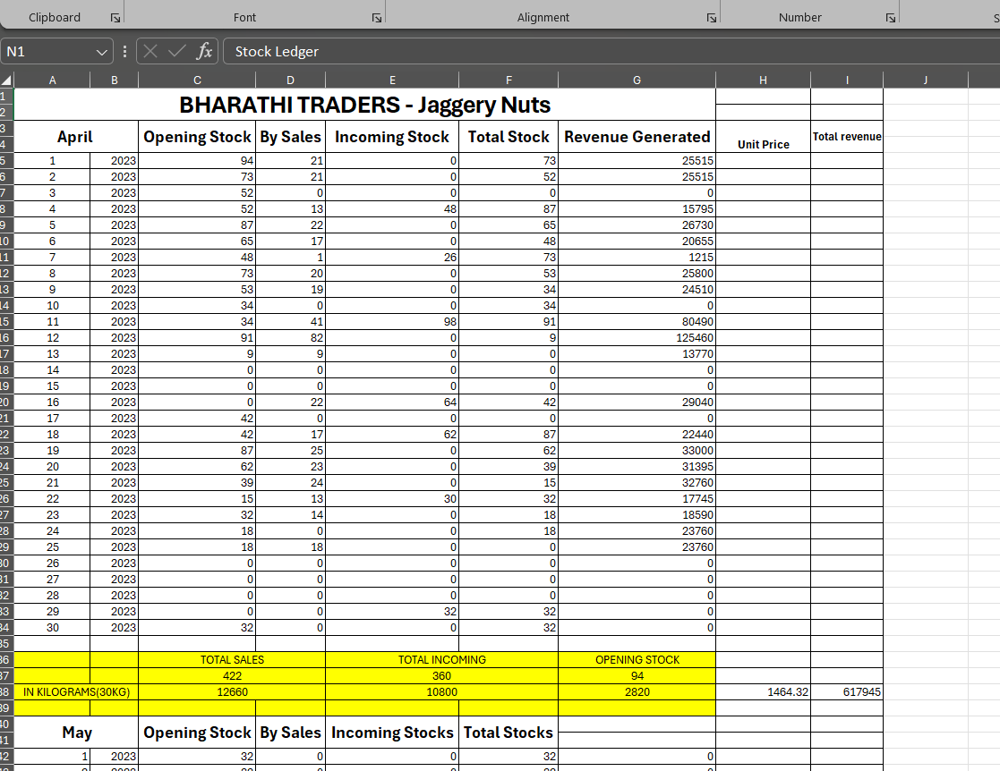 Clipboard Font Alignment Number S
N1 fx Stock Ledger
A B C D E F G H I J
1 BHARATHI TRADERS - Jaggery Nuts
2
3 April Opening Stock By Sales Incoming Stock Total Stock Revenue Generated Total revenue
4 Unit Price
5 1 2023 94 21 0 73 25515
6 2 2023 73 21 0 52 25515
7 3 2023 52 0 0 0 0
8 4 2023 52 13 48 87 15795
9 5 2023 87 22 0 65 26730
10 6 2023 65 17 0 48 20655
11 7 2023 48 1 26 73 1215
12 8 2023 73 20 0 53 25800
13 9 2023 53 19 0 34 24510
14 10 2023 34 0 0 34 0
15 11 2023 34 41 98 91 80490
16 12 2023 91 82 0 9 125460
17 13 2023 9 9 0 0 13770
18 14 2023 0 0 0 0 0
19 15 2023 0 0 0 0 0
20 16 2023 0 22 64 42 29040
21 17 2023 42 0 0 0 0
22 18 2023 42 17 62 87 22440
23 19 2023 87 25 0 62 33000
24 20 2023 62 23 0 39 31395
25 21 2023 39 24 0 15 32760
26 22 2023 15 13 30 32 17745
27 23 2023 32 14 0 18 18590
28 24 2023 18 0 0 18 23760
29 25 2023 18 18 0 0 23760
30 26 2023 0 0 0 0 0
31 27 2023 0 0 0 0 0
32 28 2023 0 0 0 0 0
33 29 2023 0 0 32 32 0
34 30 2023 32 0 0 32 0
35
36 TOTAL SALES TOTAL INCOMING OPENING STOCK
37 422 360 94
38 IN KILOGRAMS(30KG) 12660 10800 2820 1464.32 617945
39
40 May Opening Stock By Sales Incoming Stocks Total Stocks
41
42 1 2023 32 0 0 32 0